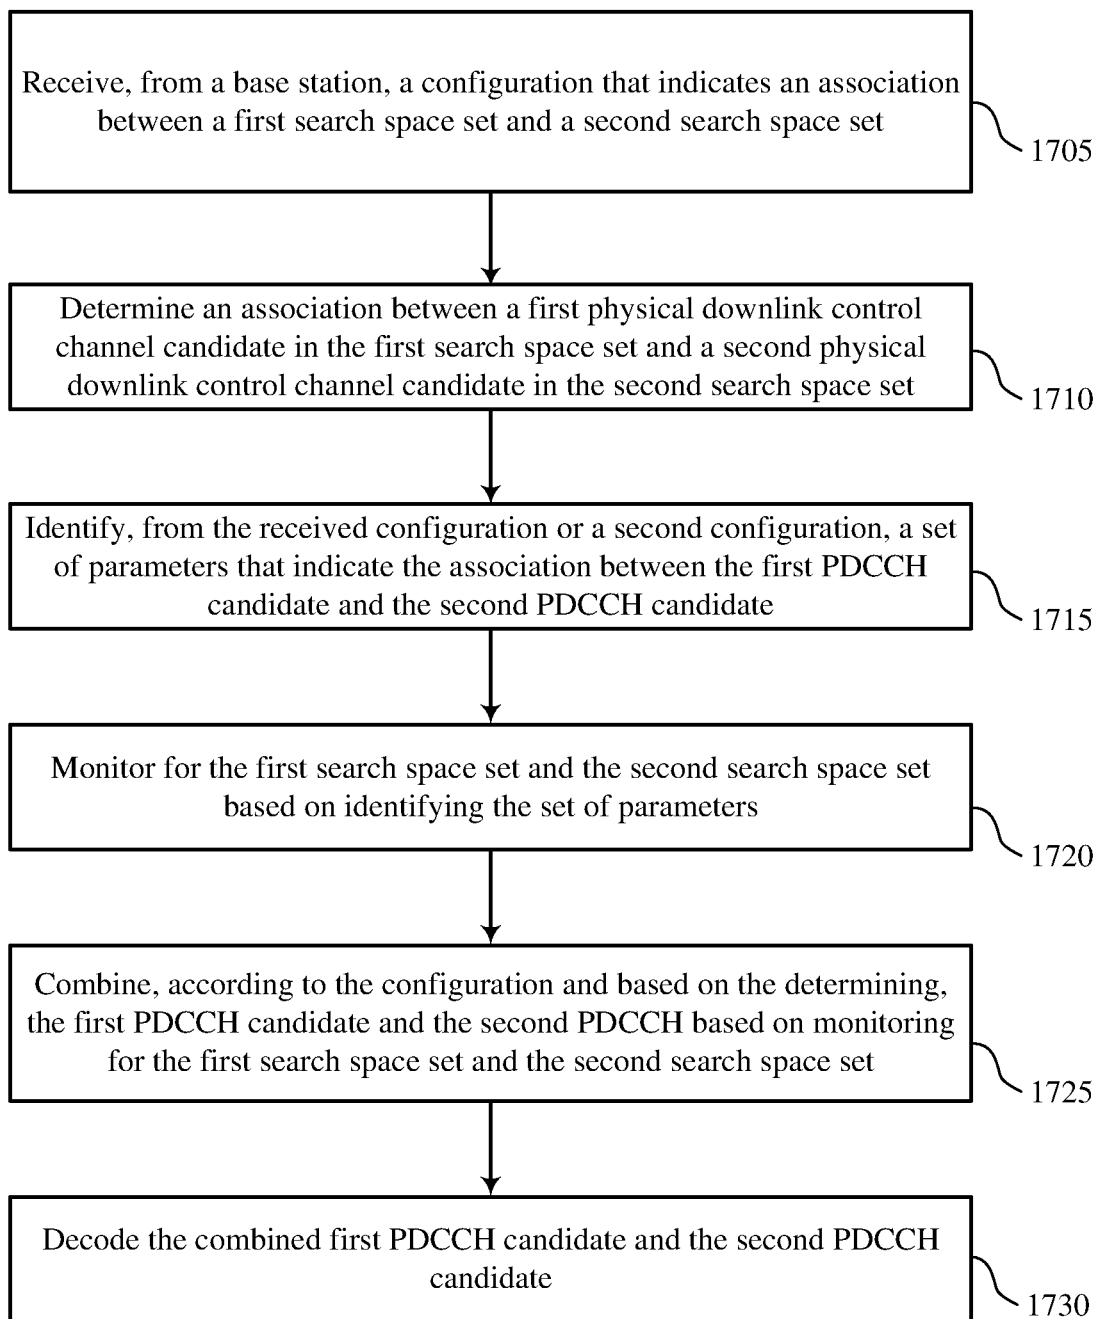 Receive, from a base station, a configuration that indicates an association
between a first search space set and a second search space set
1705
Determine an association between a first physical downlink control
channel candidate in the first search space set and a second physical
downlink control channel candidate in the second search space set
1710
Identify, from the received configuration or a second configuration, a set
of parameters that indicate the association between the first PDCCH
candidate and the second PDCCH candidate
1715
Monitor for the first search space set and the second search space set
based on identifying the set of parameters
1720
Combine, according to the configuration and based on the determining,
the first PDCCH candidate and the second PDCCH based on monitoring
for the first search space set and the second search space set
1725
Decode the combined first PDCCH candidate and the second PDCCH
candidate
1730